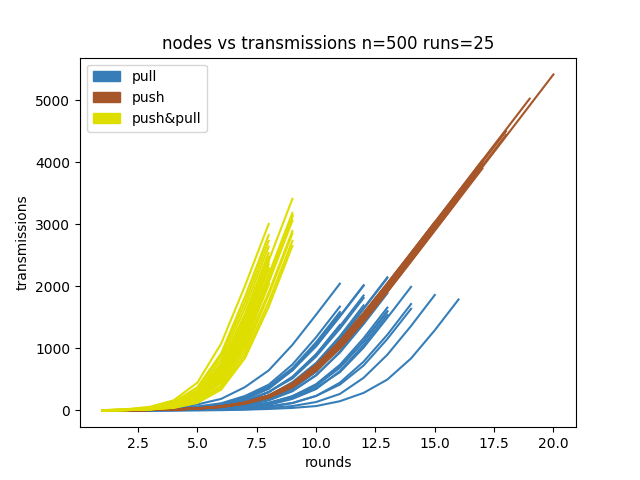 nodes vs transmissions n=500 runs=25
pull
push
push&pull
transmissions
5000
4000
3000
2000
1000
0
2.5 5.0 7.5 10.0 12.5 15.0 17.5 20.0
rounds